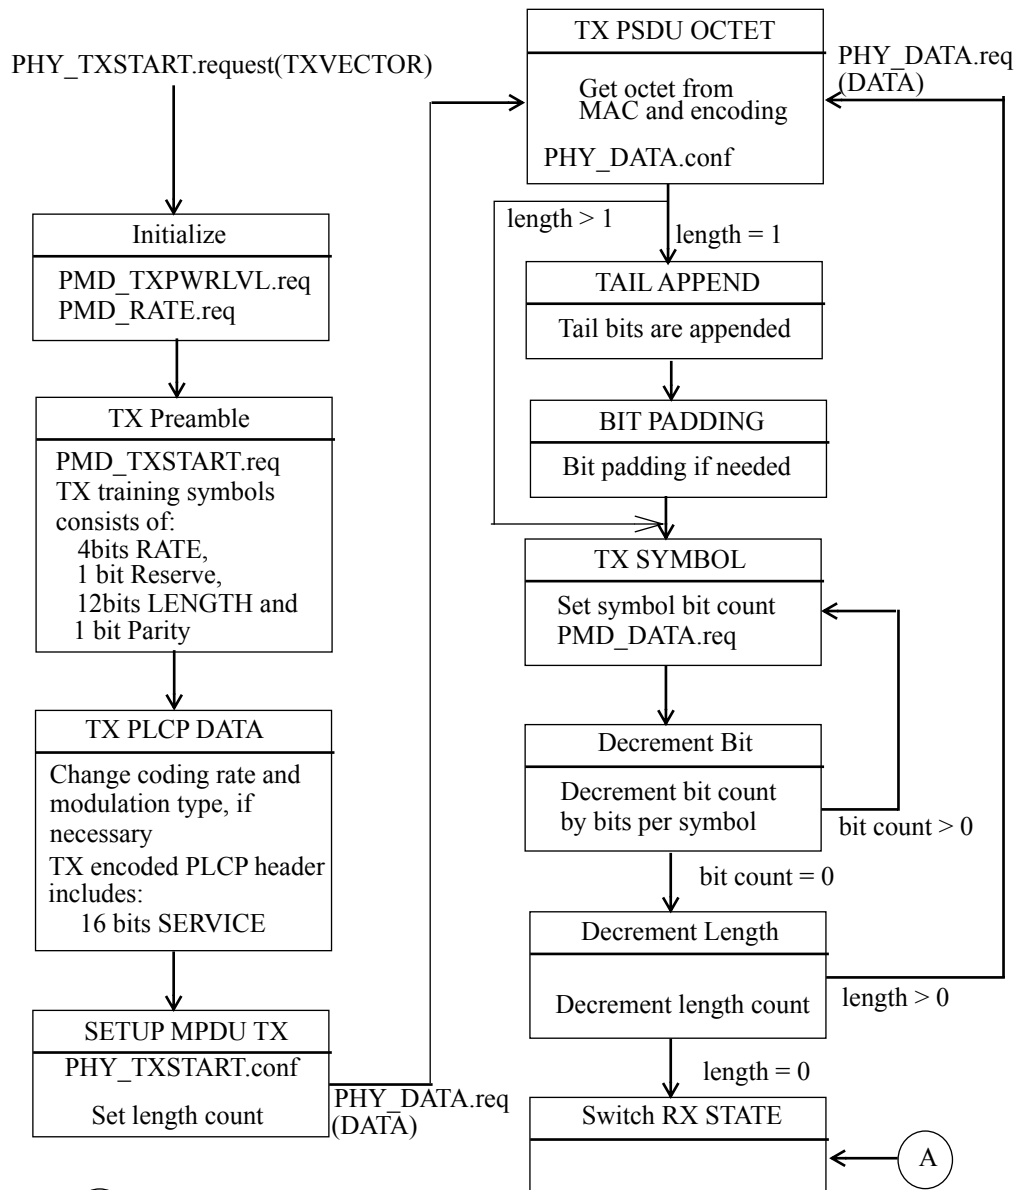 PHY_TXSTART.request(TXVECTOR)
Initialize
PMD_TXPWRLVL.req
PMD_RATE.req
TX Preamble
PMD_TXSTART.req
TX training symbols
consists of:
4bits RATE,
1 bit Reserve,
12bits LENGTH and
1 bit Parity
TX PLCP DATA
Change coding rate and
modulation type, if
necessary
TX encoded PLCP header
includes:
16 bits SERVICE
SETUP MPDU TX
PHY_TXSTART.conf
Set length count
PHY_DATA.req
(DATA)
TX PSDU OCTET
Get octet from
MAC and encoding
PHY_DATA.conf
PHY_DATA.req
(DATA)
length > 1
length = 1
TAIL APPEND
Tail bits are appended
BIT PADDING
Bit padding if needed
TX SYMBOL
Set symbol bit count
PMD_DATA.req
Decrement Bit
Decrement bit count
by bits per symbol
bit count > 0
bit count = 0
Decrement Length
Decrement length count
length > 0
length = 0
Switch RX STATE
A